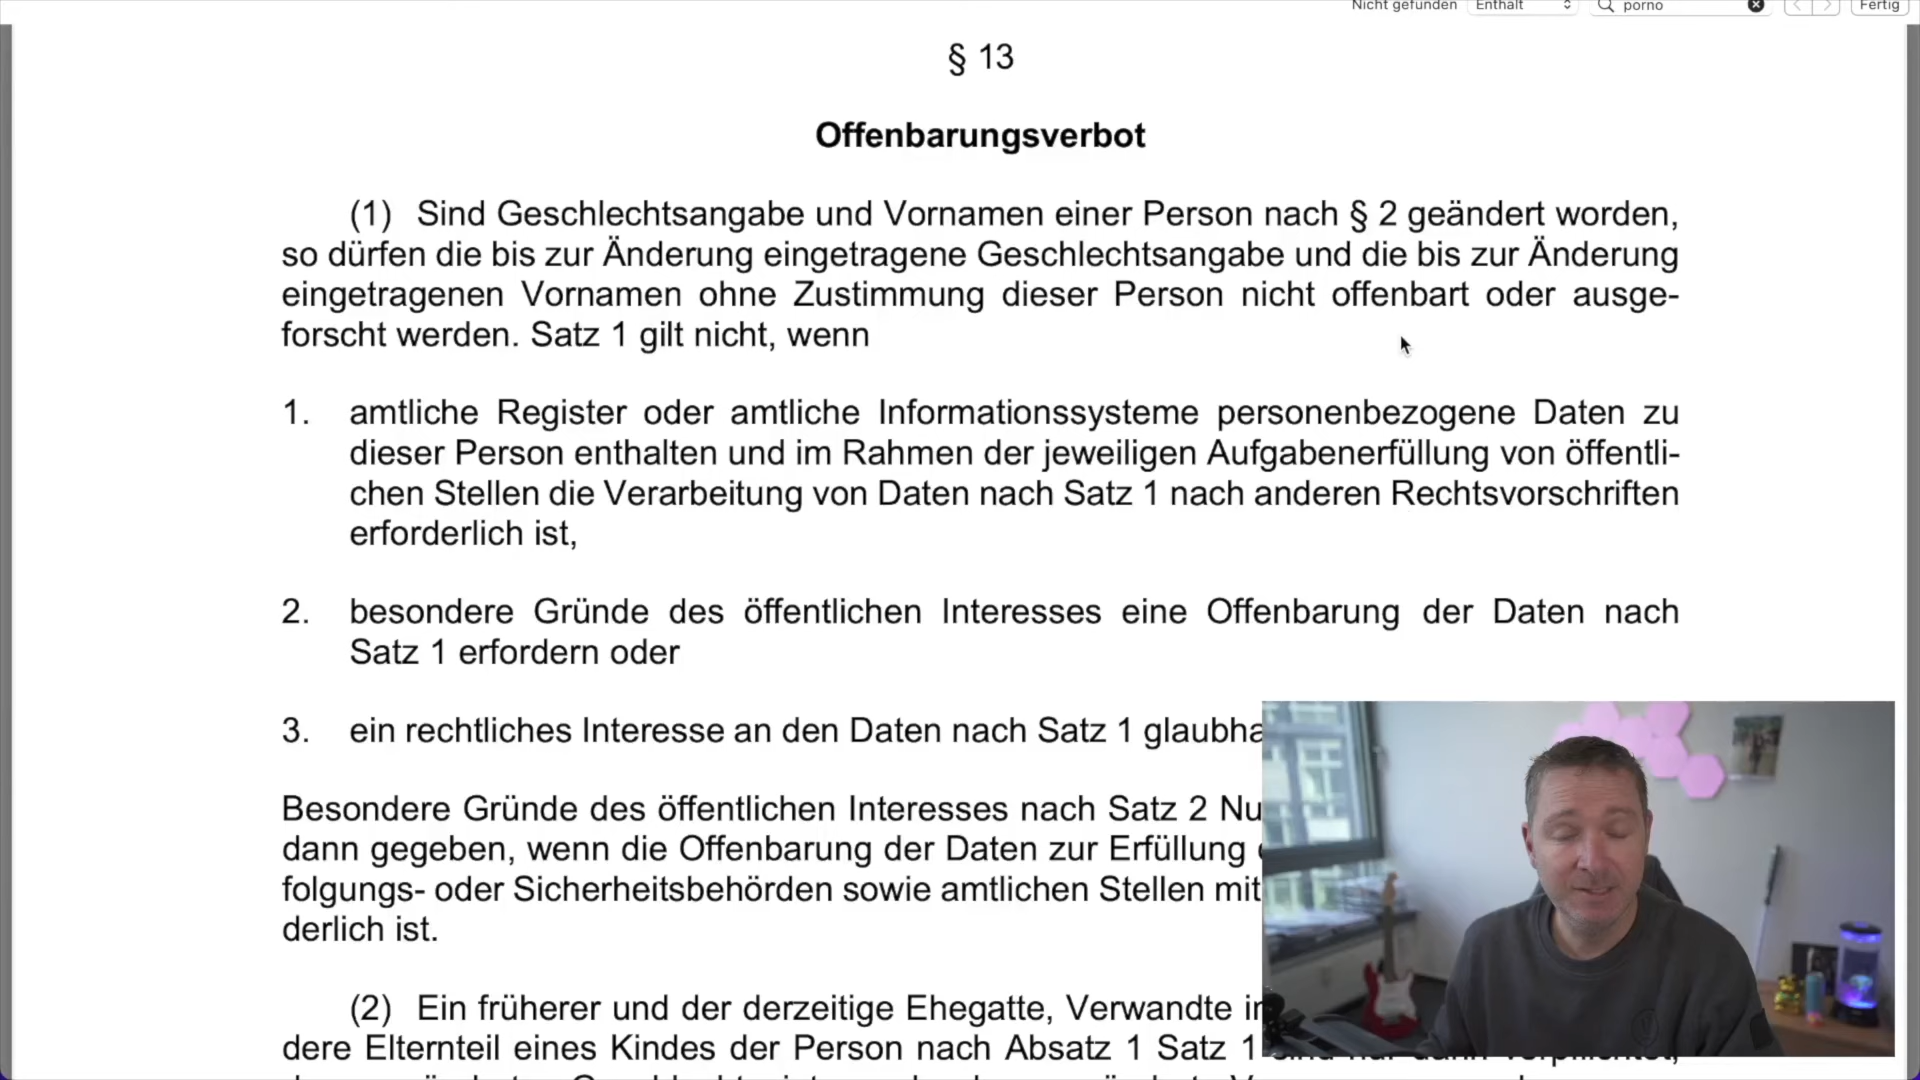 Nicht gefunden Enthält porno Fertig
§ 13
Offenbarungsverbot
(1) Sind Geschlechtsangabe und Vornamen einer Person nach § 2 geändert worden,
so dürfen die bis zur Änderung eingetragene Geschlechtsangabe und die bis zur Änderung
eingetragenen Vornamen ohne Zustimmung dieser Person nicht offenbart oder ausge-
forscht werden. Satz 1 gilt nicht, wenn
1. amtliche Register oder amtliche Informationssysteme personenbezogene Daten zu
dieser Person enthalten und im Rahmen der jeweiligen Aufgabenerfüllung von öffentli-
chen Stellen die Verarbeitung von Daten nach Satz 1 nach anderen Rechtsvorschriften
erforderlich ist,
2. besondere Gründe des öffentlichen Interesses eine Offenbarung der Daten nach
Satz 1 erfordern oder
3. ein rechtliches Interesse an den Daten nach Satz 1
Besondere Gründe des öffentlichen Interesses nach Satz 2
dann gegeben, wenn die Offenbarung der Daten zur Erfüllung
folgungs- oder Sicherheitsbehörden sowie amtlichen Stellen mit
derlich ist.
(2) Ein früherer und der derzeitige Ehegatte, Verwandte
dere Elternteil eines Kindes der Person nach Absatz 1 Satz 1